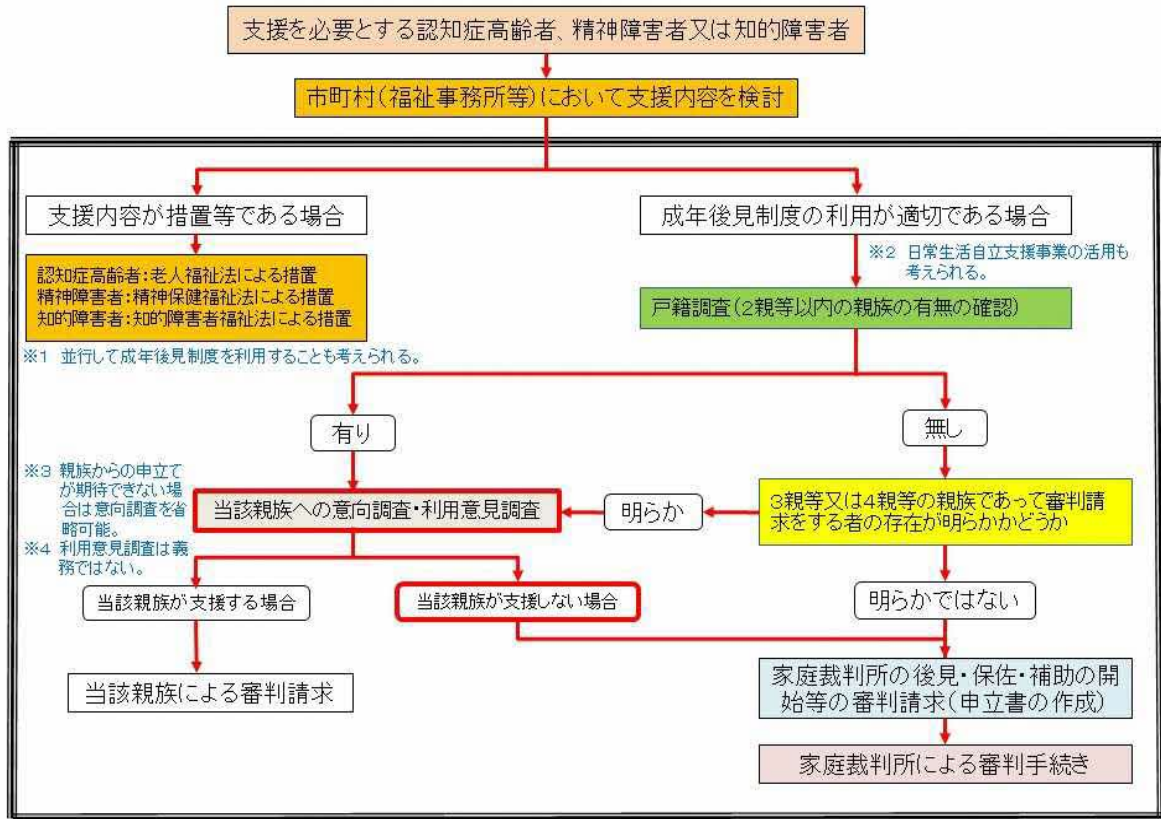 支援を必要とする認知症高齢者、精神障害者又は知的障害者
市町村(福祉事務所等)において支援内容を検討
支援内容が措置等である場合
成年後見制度の利用が適切である場合
※2 日常生活自立支援事業の活用も
考えられる。
認知症高齢者:老人福祉法による措置
精神障害者:精神保健福祉法による措置
知的障害者:知的障害者福祉法による措置
戸籍調査(2親等以内の親族の有無の確認)
※1 並行して成年後見制度を利用することも考えられる。
有り
無し
※3 親族からの申立て
が期待できない場
合は意向調査を省
略可能。
※4 利用意見調査は義
務ではない。
当該親族への意向調査・利用意見調査
明らか
3親等又は4親等の親族であって審判請
求をする者の存在が明らかかどうか
当該親族が支援する場合
当該親族が支援しない場合
明らかではない
当該親族による審判請求
家庭裁判所の後見・保佐・補助の開
始等の審判請求(申立書の作成)
家庭裁判所による審判手続き